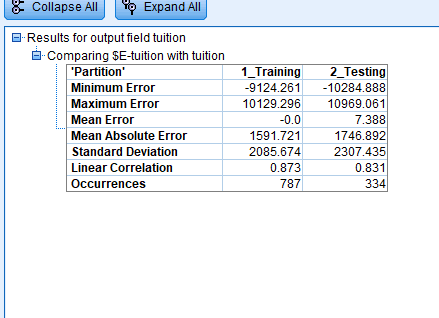 Collapse All Expand All
Results for output field tuition
Comparing $E-tuition with tuition
'Partition' 1_Training 2_Testing
Minimum Error -9124.261 -10284.888
Maximum Error 10129.296 10969.061
Mean Error -0.0 7.388
Mean Absolute Error 1591.721 1746.892
Standard Deviation 2085.674 2307.435
Linear Correlation 0.873 0.831
Occurrences 787 334